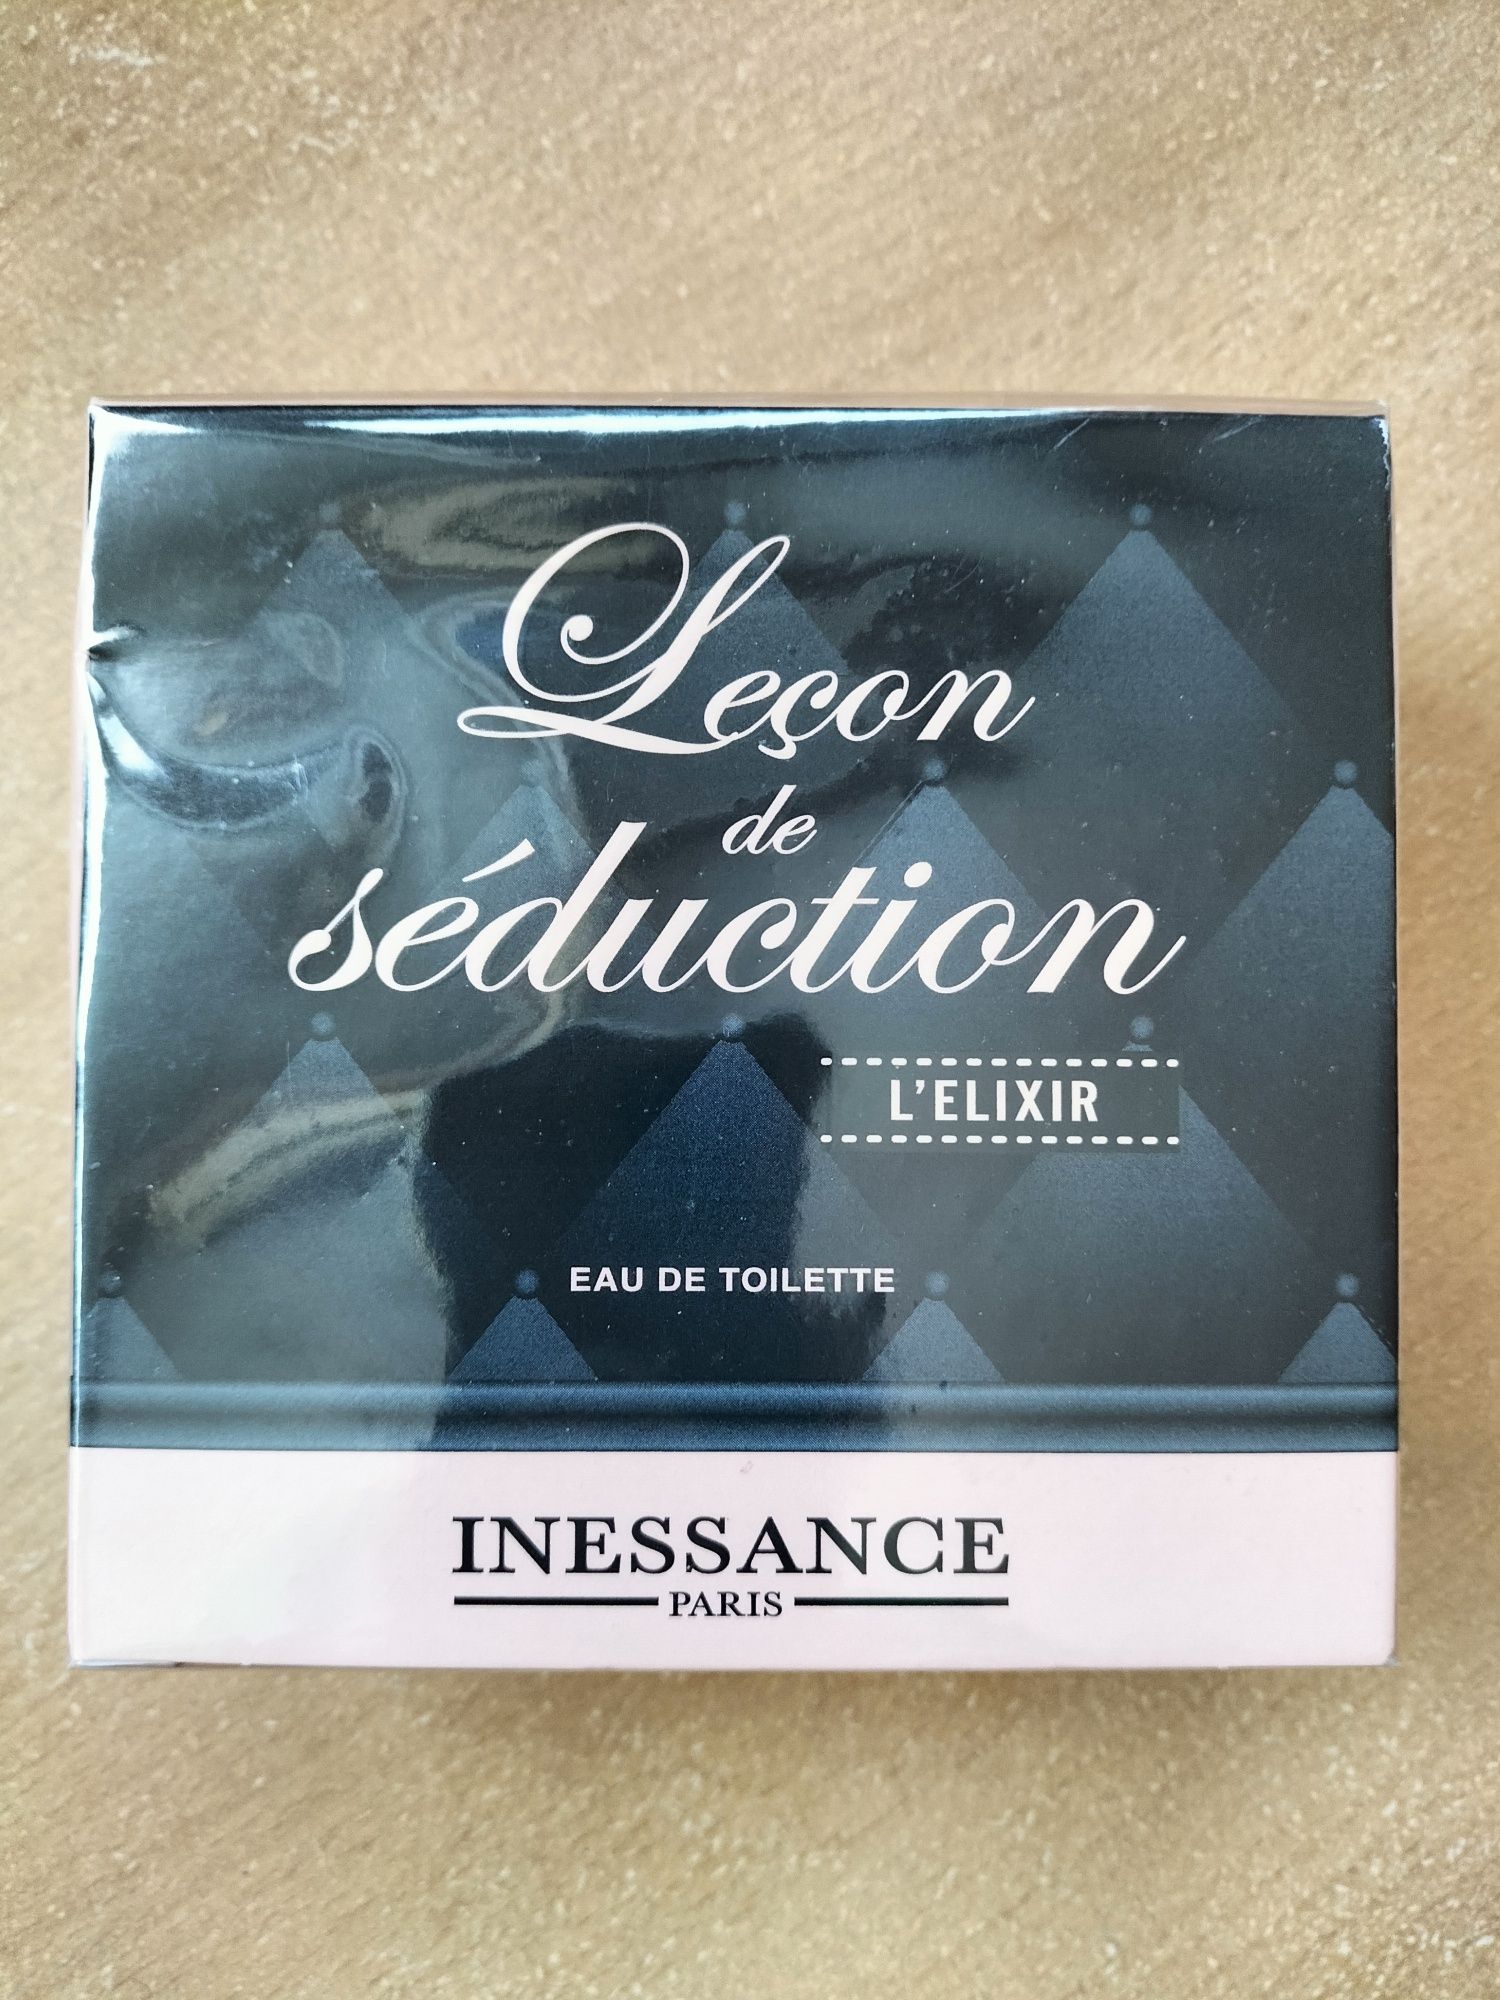 Leçon
de
séduction
L'ELIXIR
EAU DE TOILETTE
INESSANCE
PARIS